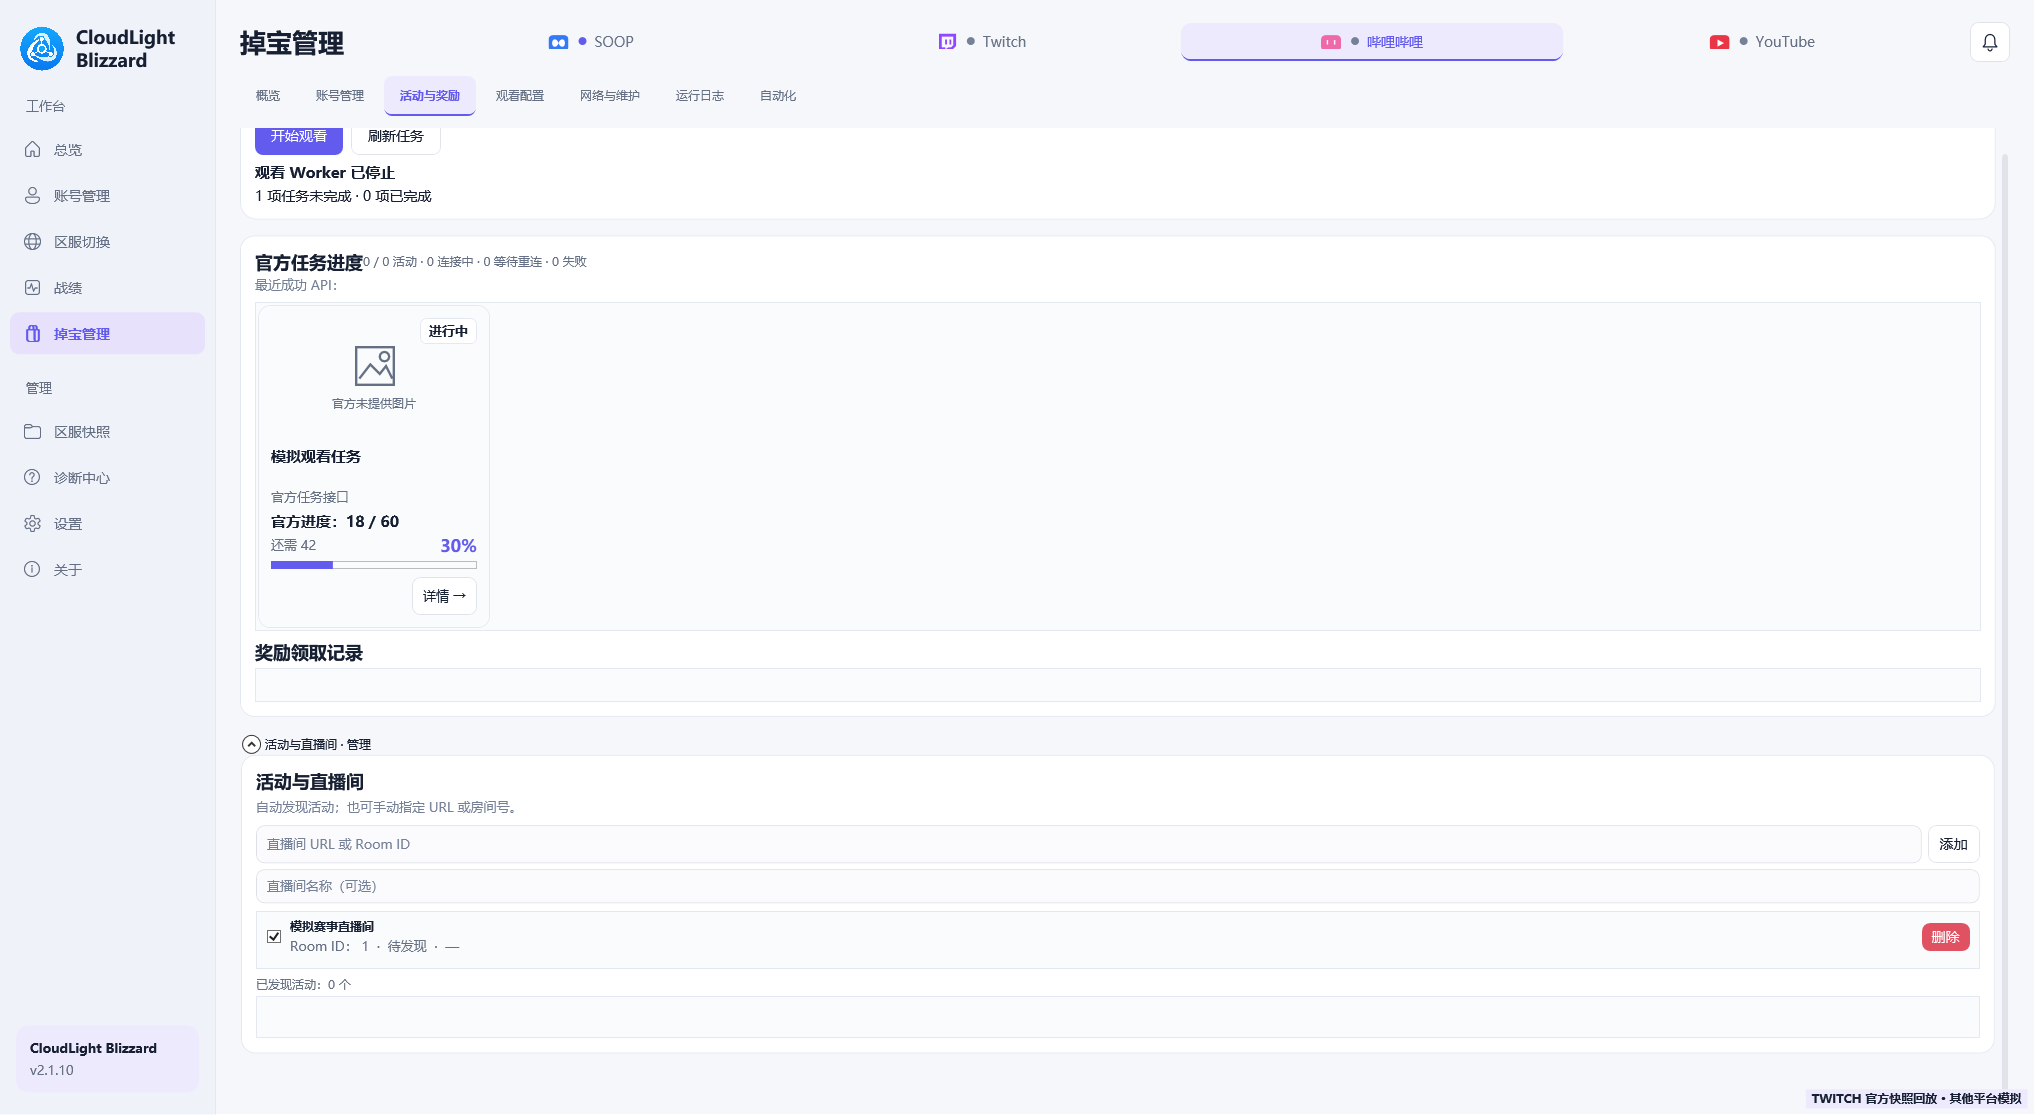 CloudLight
Blizzard
工作台
总览
账号管理
区服切换
战绩
掉宝管理
管理
区服快照
诊断中心
设置
关于
CloudLight Blizzard
v2.1.10
掉宝管理
SOOP
Twitch
哔哩哔哩
YouTube
概览
账号管理
活动与奖励
观看配置
网络与维护
运行日志
自动化
开始观看
刷新任务
观看 Worker 已停止
1 项任务未完成 · 0 项已完成
官方任务进度
0 / 0 活动 · 0 连接中 · 0 等待重连 · 0 失败
最近成功 API：
进行中
官方未提供图片
模拟观看任务
官方任务接口
官方进度：18 / 60
还需 42
30%
详情 →
奖励领取记录
活动与直播间 · 管理
活动与直播间
自动发现活动；也可手动指定 URL 或房间号。
直播间 URL 或 Room ID
添加
直播间名称（可选）
模拟赛事直播间
Room ID： 1 · 待发现 · —
删除
已发现活动：0 个
TWITCH 官方快照回放 • 其他平台模拟